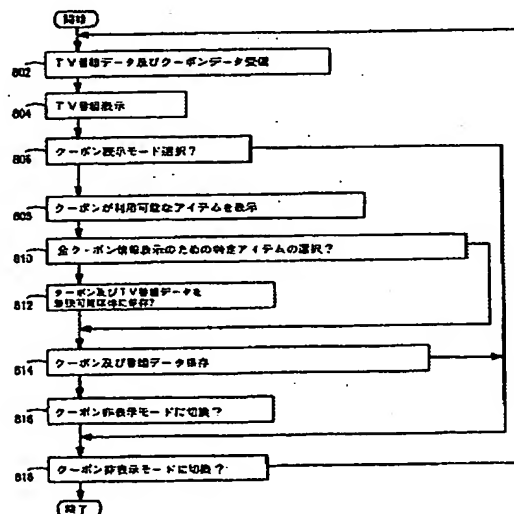 開始
802
TV番組データ及びクーポンデータ受信
804
TV番組表示
806
クーポン表示モード選択?
808
クーポンが利用可能なアイテムを表示
810
全クーポン情報表示のための特定アイテムの選択?
812
クーポン及びTV番組データを
可能媒体に保存?
814
クーポン及び番組データ保存
816
クーポン非表示モードに切換?
818
クーポン非表示モードに切換?
終了